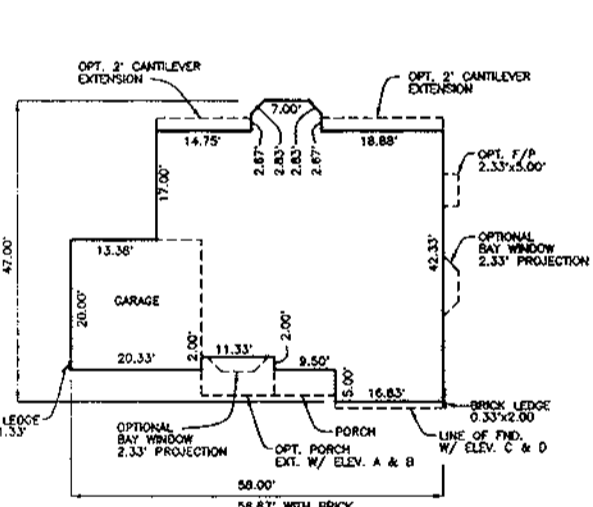 OPT. 2' CANTILEVER
EXTENSION
OPT. 2' CANTILEVER
EXTENSION
7.00'
14.75'
2.67'
2.83'
2.83'
2.67'
18.88'
OPT. F/P
2.33'x5.00'
17.00'
47.00'
13.38'
42.33'
OPTIONAL
BAY WINDOW
2.33' PROJECTION
GARAGE
20.00'
20.33'
2.00'
11.33'
2.00'
9.50'
5.00'
16.83'
LEDGE
1.33'
BRICK LEDGE
0.33'x2.00
OPTIONAL
BAY WINDOW
2.33' PROJECTION
PORCH
LINE OF FND.
W/ ELEV. C & D
OPT. PORCH
EXT. W/ ELEV. A & B
58.00'
WITH BRICK